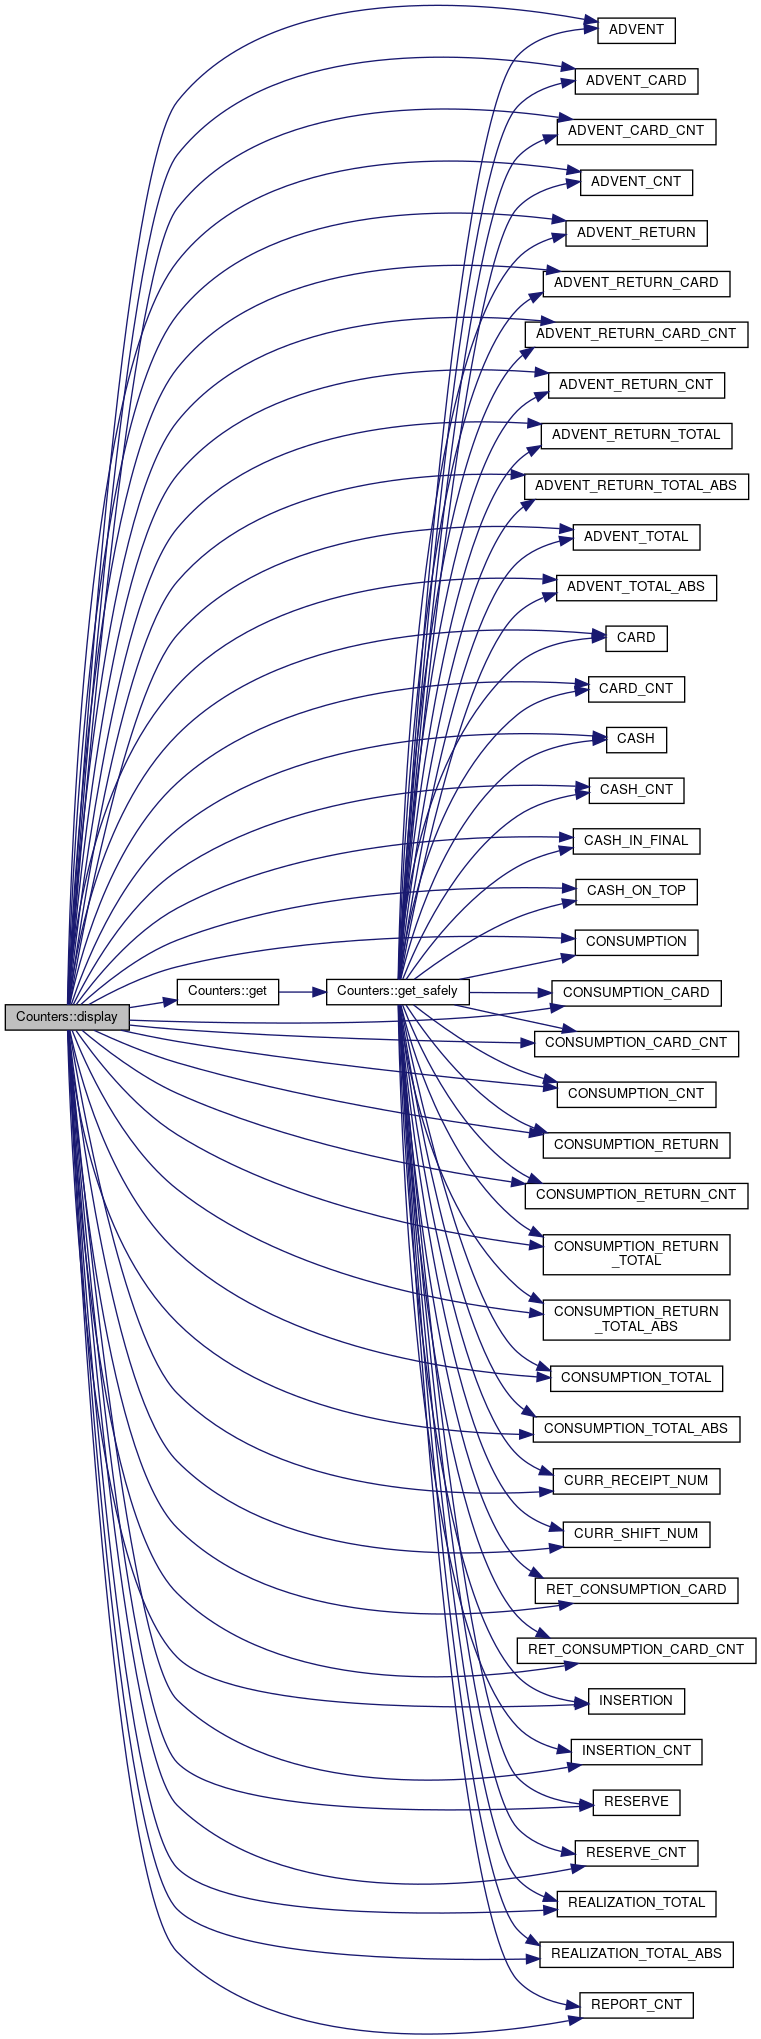 ADVENT
ADVENT_CARD
ADVENT_CARD_CNT
ADVENT_CNT
ADVENT_RETURN
ADVENT_RETURN_CARD
ADVENT_RETURN_CARD_CNT
ADVENT_RETURN_CNT
ADVENT_RETURN_TOTAL
ADVENT_RETURN_TOTAL_ABS
ADVENT_TOTAL
ADVENT_TOTAL_ABS
CARD
CARD_CNT
CASH
CASH_CNT
CASH_IN_FINAL
CASH_ON_TOP
CONSUMPTION
Counters::display
Counters::get
Counters::get_safely
CONSUMPTION_CARD
CONSUMPTION_CARD_CNT
CONSUMPTION_CNT
CONSUMPTION_RETURN
CONSUMPTION_RETURN_CNT
CONSUMPTION_RETURN
_TOTAL
CONSUMPTION_RETURN
_TOTAL_ABS
CONSUMPTION_TOTAL
CONSUMPTION_TOTAL_ABS
CURR_RECEIPT_NUM
CURR_SHIFT_NUM
RET_CONSUMPTION_CARD
RET_CONSUMPTION_CARD_CNT
INSERTION
INSERTION_CNT
RESERVE
RESERVE_CNT
REALIZATION_TOTAL
REALIZATION_TOTAL_ABS
REPORT_CNT